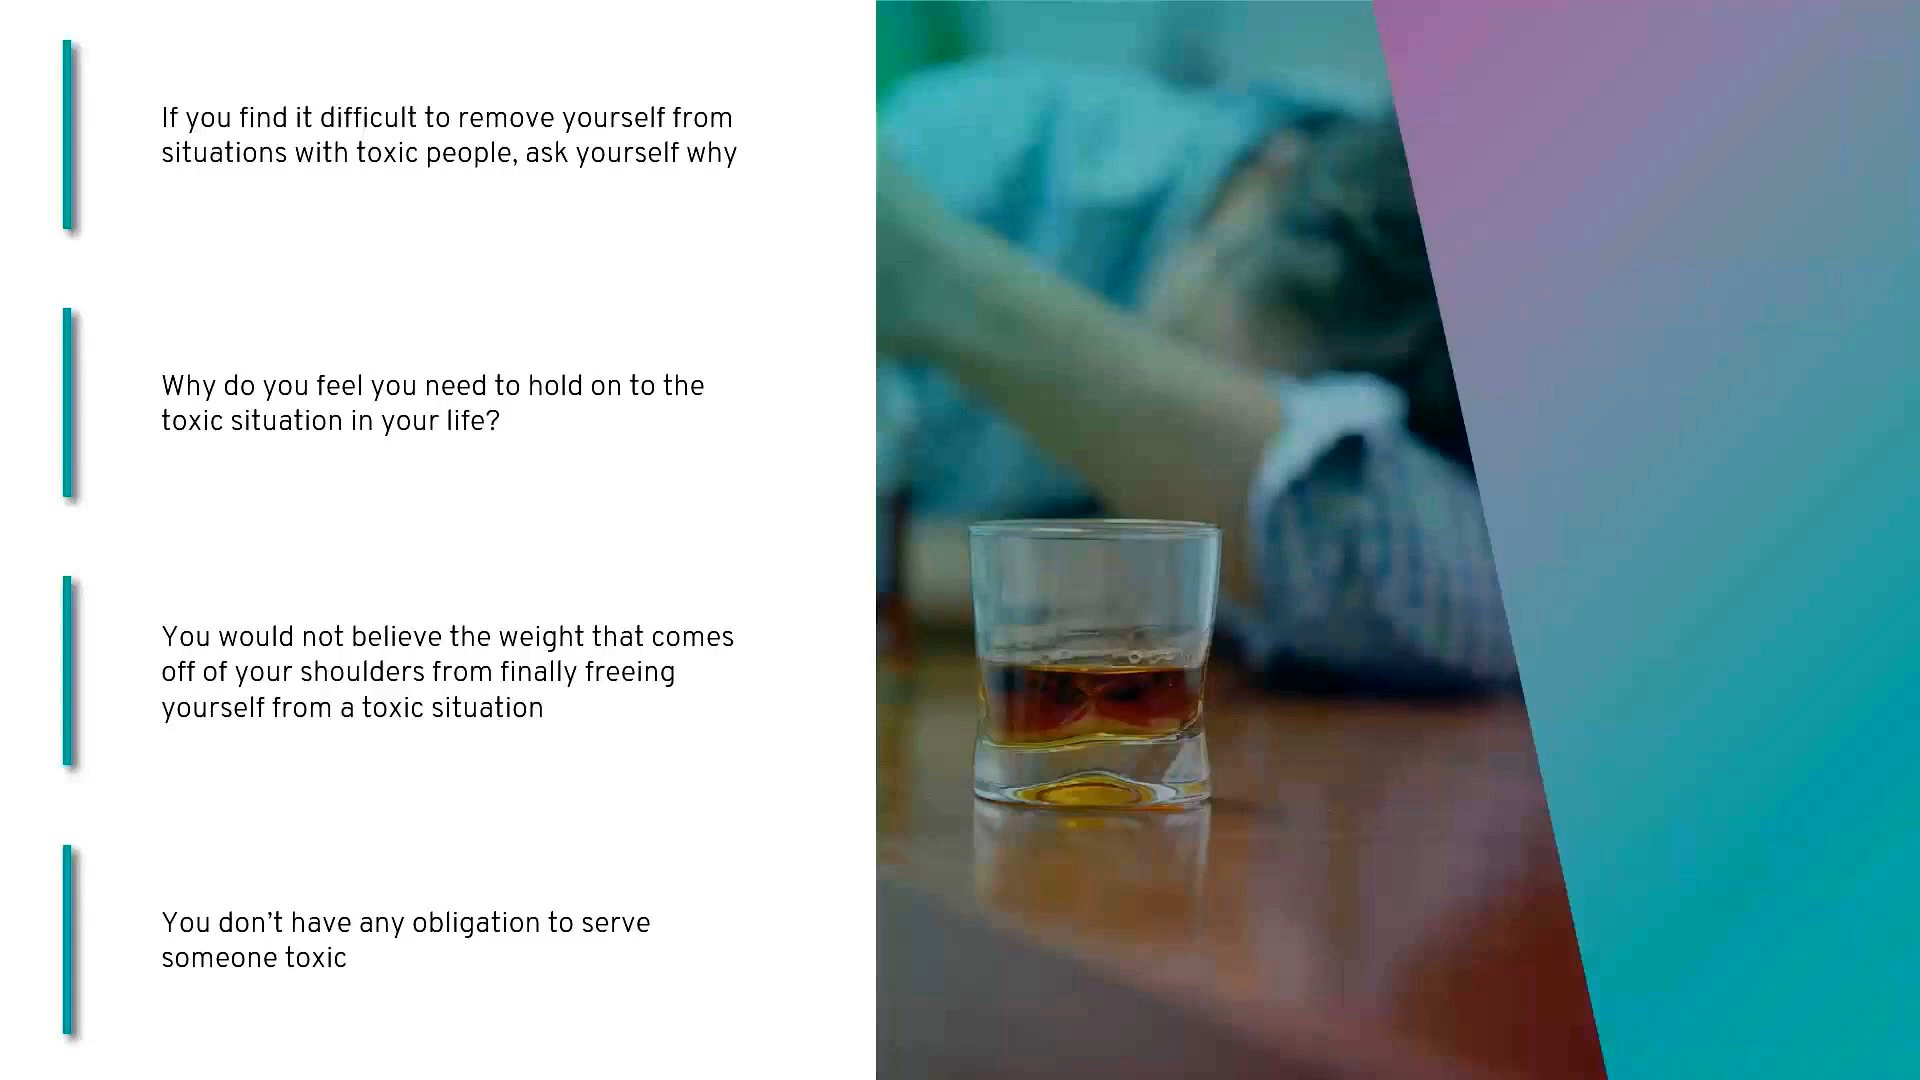 If you find it difficult to remove yourself from
situations with toxic people, ask yourself why
Why do you feel you need to hold on to the
toxic situation in your life?
You would not believe the weight that comes
off of your shoulders from finally freeing
yourself from a toxic situation
You don’t have any obligation to serve
someone toxic